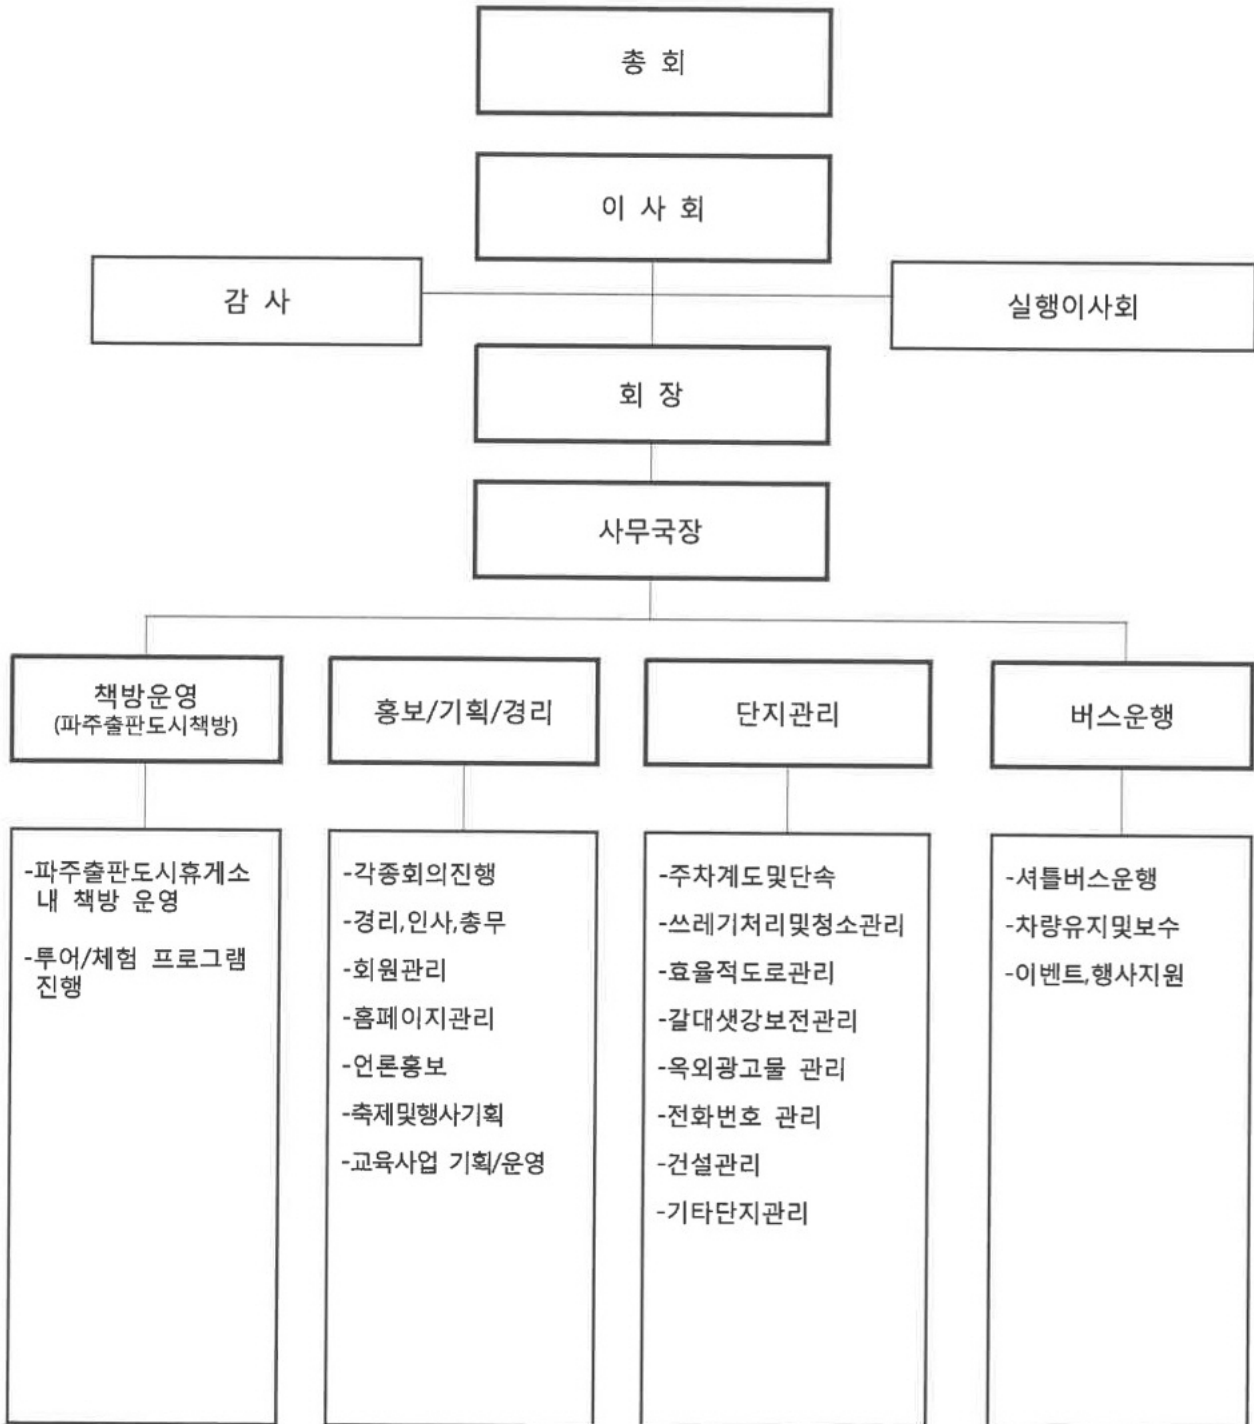 총 회
이 사 회
감 사
실행이사회
회 장
사무국장
책방운영
(파주출판도시책방)
홍보/기획/경리
단지관리
버스운행
-파주출판도시휴게소
내 책방 운영
-투어/체험 프로그램
진행
-각종회의진행
-경리,인사,총무
-회원관리
-홈페이지관리
-언론홍보
-축제및행사기획
-교육사업 기획/운영
-주차계도및단속
-쓰레기처리및청소관리
-효율적도로관리
-갈대샛강보전관리
-옥외광고물 관리
-전화번호 관리
-건설관리
-기타단지관리
-셔틀버스운행
-차량유지및보수
-이벤트,행사지원